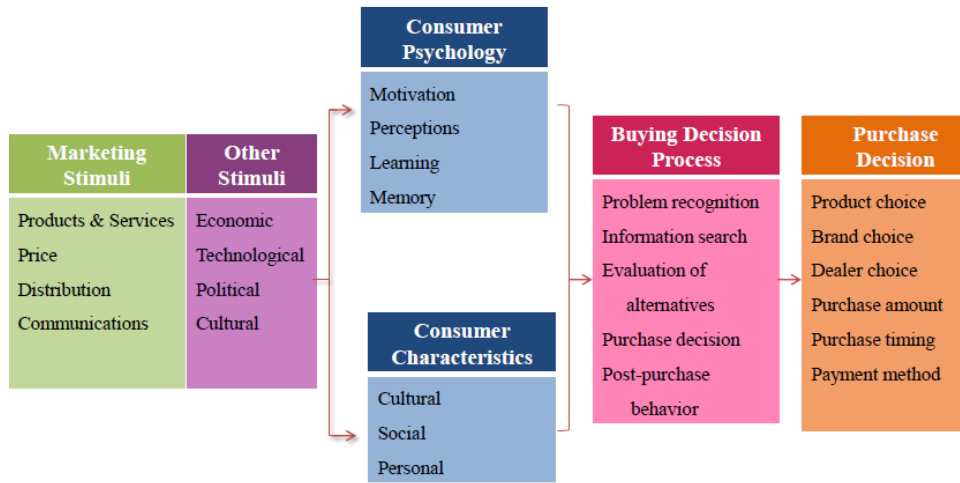 Marketing
Stimuli
Products & Services
Price
Distribution
Communications
Other
Stimuli
Economic
Technological
Political
Cultural
Consumer
Psychology
Motivation
Perceptions
Learning
Memory
Consumer
Characteristics
Cultural
Social
Personal
Buying Decision
Process
Problem recognition
Information search
Evaluation of
alternatives
Purchase decision
Post-purchase
behavior
Purchase
Decision
Product choice
Brand choice
Dealer choice
Purchase amount
Purchase timing
Payment method